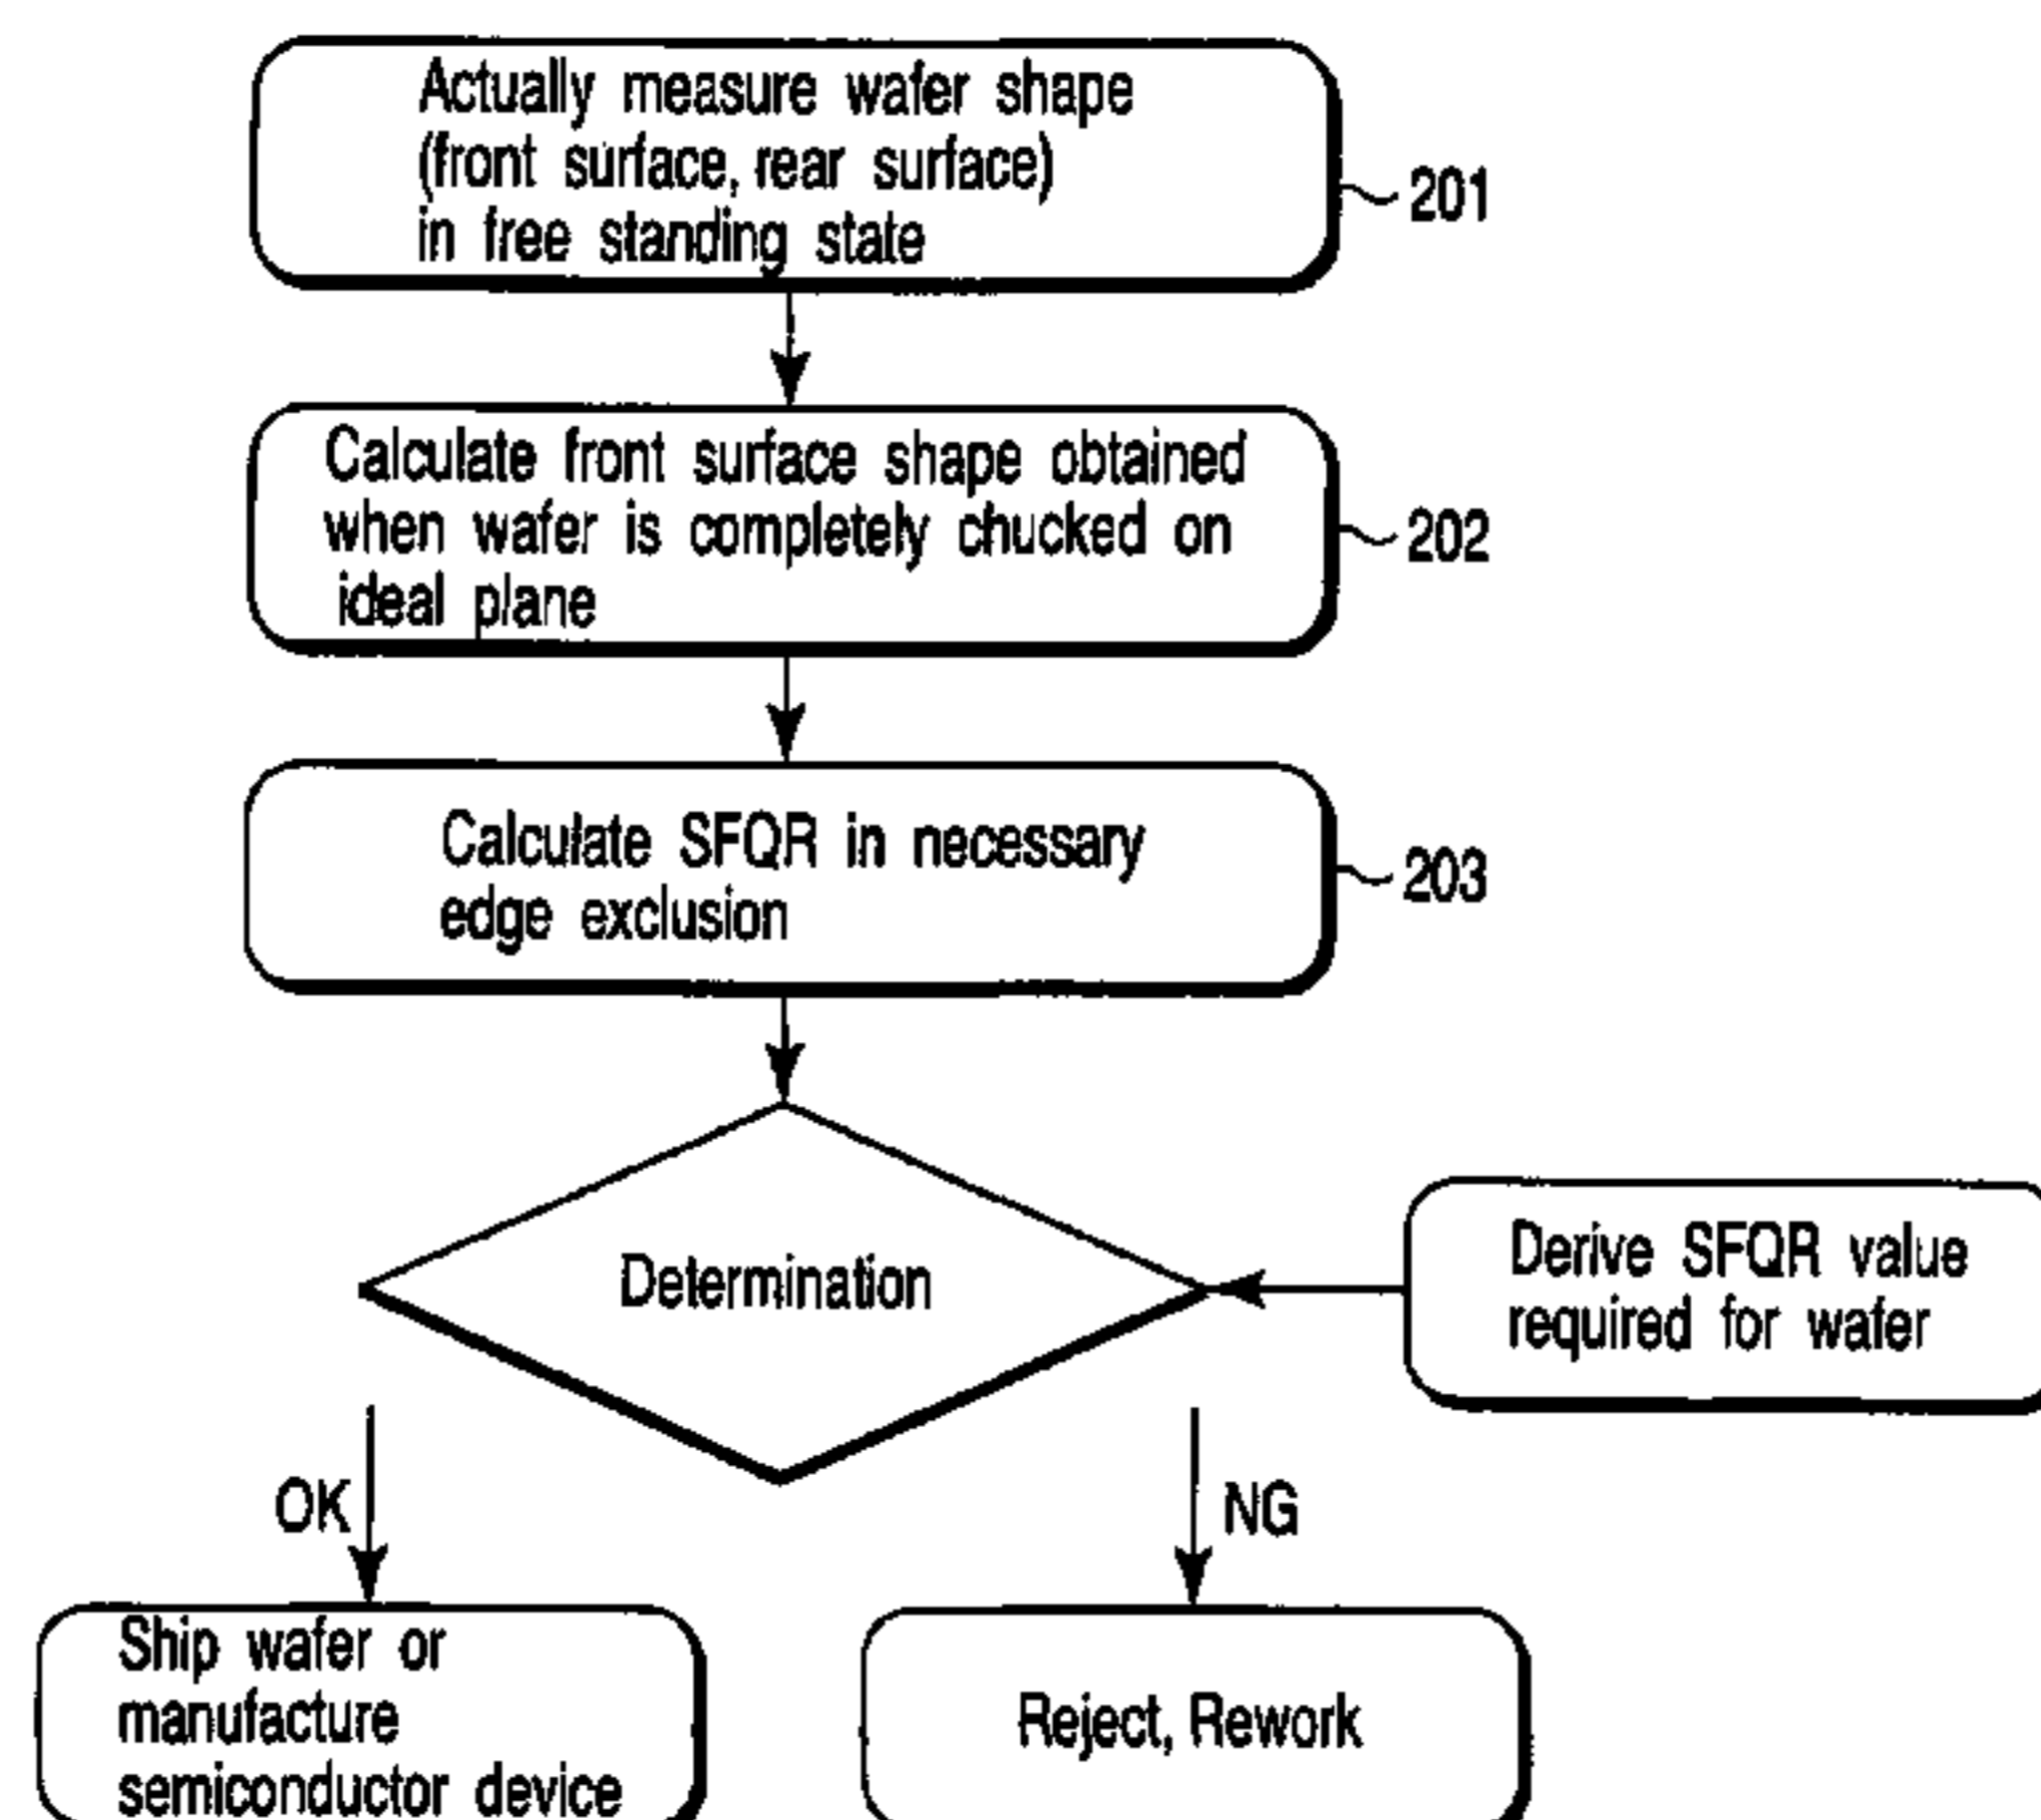 Actually measure wafer shape
(front surface, rear surface)
in free standing state
201
Calculate front surface shape obtained
when wafer is completely chucked on
ideal plane
202
Calculate SFQR in necessary
edge exclusion
203
Determination
Derive SFQR value
required for wafer
OK
NG
Ship wafer or
manufacture
semiconductor device
Reject, Rework